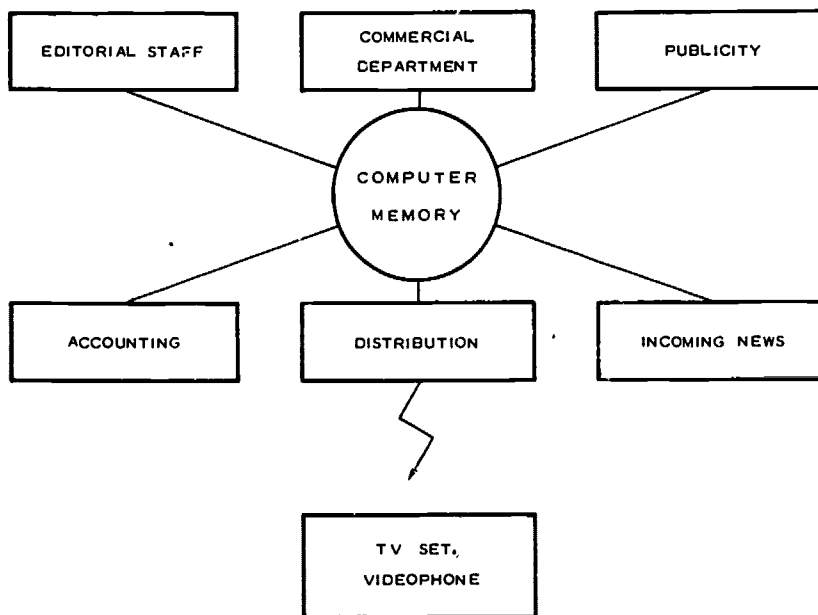 EDITORIAL STAFF
COMMERCIAL
DEPARTMENT
PUBLICITY
COMPUTER
MEMORY
ACCOUNTING
DISTRIBUTION
INCOMING NEWS
TV SET,
VIDEOPHONE